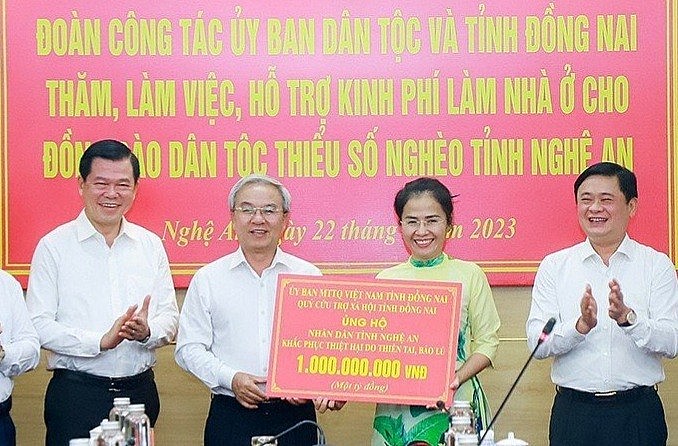 ĐOÀN CÔNG TÁC ỦY BAN DÂN TỘC VÀ TỈNH ĐỒNG NAI
THĂM, LÀM VIỆC, HỖ TRỢ KINH PHÍ LÀM NHÀ Ở CHO
ĐỒNG BÀO DÂN TỘC THIỂU SỐ NGHÈO TỈNH NGHỆ AN
Nghệ An, ngày 22 tháng 2023
ỦY BAN MTTQ VIỆT NAM TỈNH ĐỒNG NAI
QUỸ CỨU TRỢ XÃ HỘI TỈNH ĐỒNG NAI
ỦNG HỘ
NHÂN DÂN TỈNH NGHỆ AN
KHẮC PHỤC THIỆT HẠI DO THIÊN TAI, BÃO LŨ
1.000.000.000 VNĐ
(Một tỷ đồng)